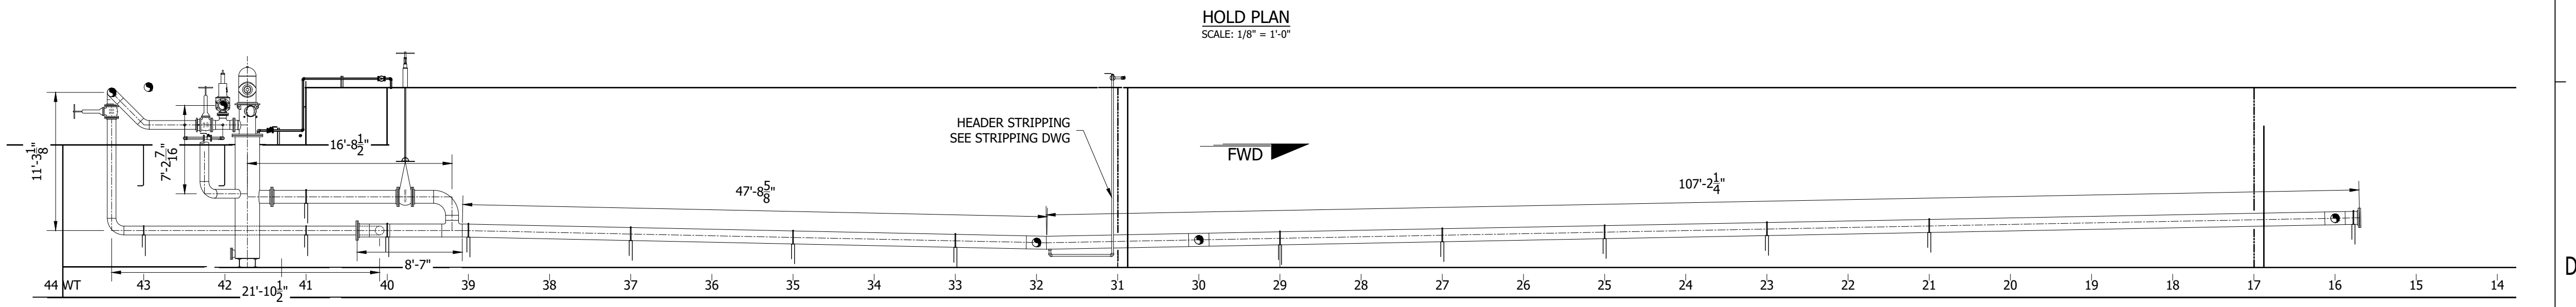 HOLD PLAN
SCALE: 1/8" = 1'-0"
11'-3 1/8"
7'-2 7/16"
16'-8 1/2"
HEADER STRIPPING
SEE STRIPPING DWG
FWD
47'-8 5/8"
107'-2 1/4"
8'-7"
21'-10 1/2"
44 WT 43 42 41 40 39 38 37 36 35 34 33 32 31 30 29 28 27 26 25 24 23 22 21 20 19 18 17 16 15 14
D